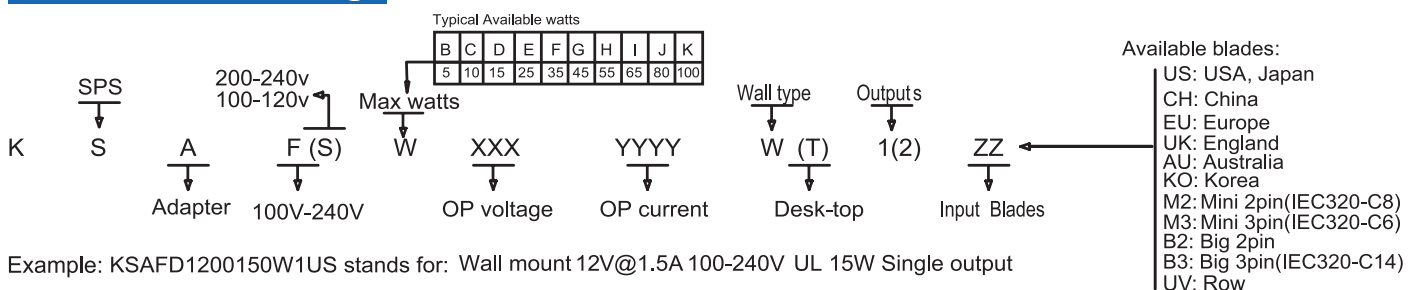 Typical Available watts
B C D E F G H I J K
5 10 15 25 35 45 55 65 80 100
Available blades:
US: USA, Japan
CH: China
EU: Europe
UK: England
AU: Australia
KO: Korea
M2: Mini 2pin(IEC320-C8)
M3: Mini 3pin(IEC320-C6)
B2: Big 2pin
B3: Big 3pin(IEC320-C14)
UV: Row
SPS
200-240v
100-120v
Max watts
Wall type
Outputs
K S A F (S) W XXX YYYY W (T) 1(2) ZZ
Adapter
100V-240V
OP voltage
OP current
Desk-top
Input Blades
Example: KSAFD1200150W1US stands for: Wall mount 12V@1.5A 100-240V UL 15W Single output